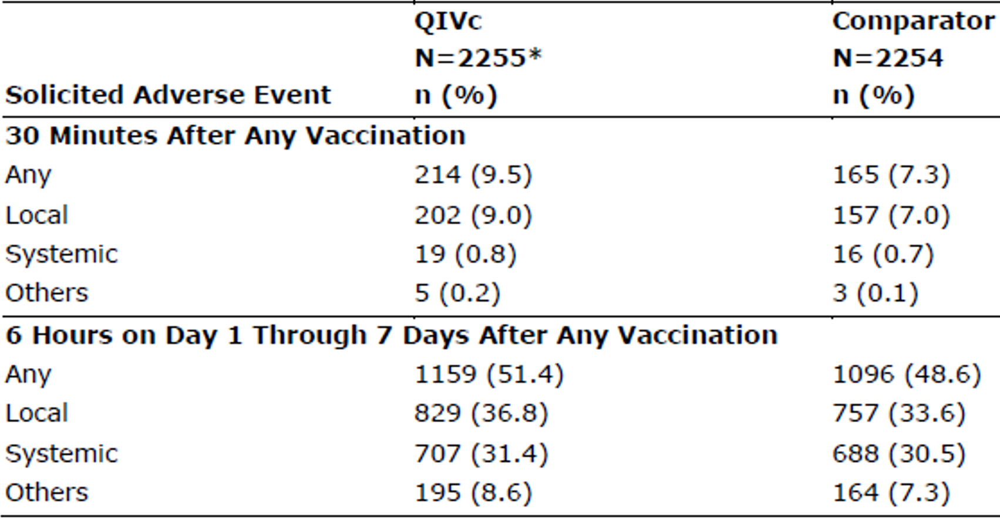 QIVc Comparator
N=2255* N=2254
Solicited Adverse Event n (%) n (%)
30 Minutes After Any Vaccination
Any 214 (9.5) 165 (7.3)
Local 202 (9.0) 157 (7.0)
Systemic 19 (0.8) 16 (0.7)
Others 5 (0.2) 3 (0.1)
6 Hours on Day 1 Through 7 Days After Any Vaccination
Any 1159 (51.4) 1096 (48.6)
Local 829 (36.8) 757 (33.6)
Systemic 707 (31.4) 688 (30.5)
Others 195 (8.6) 164 (7.3)